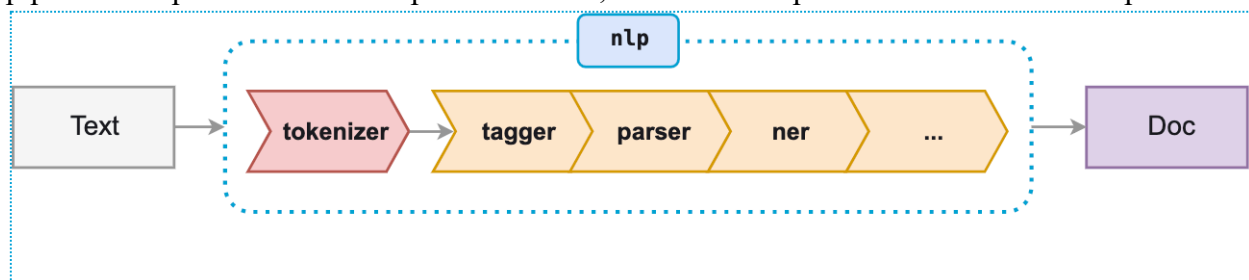 nlp
Text
tokenizer
tagger
parser
ner
...
Doc